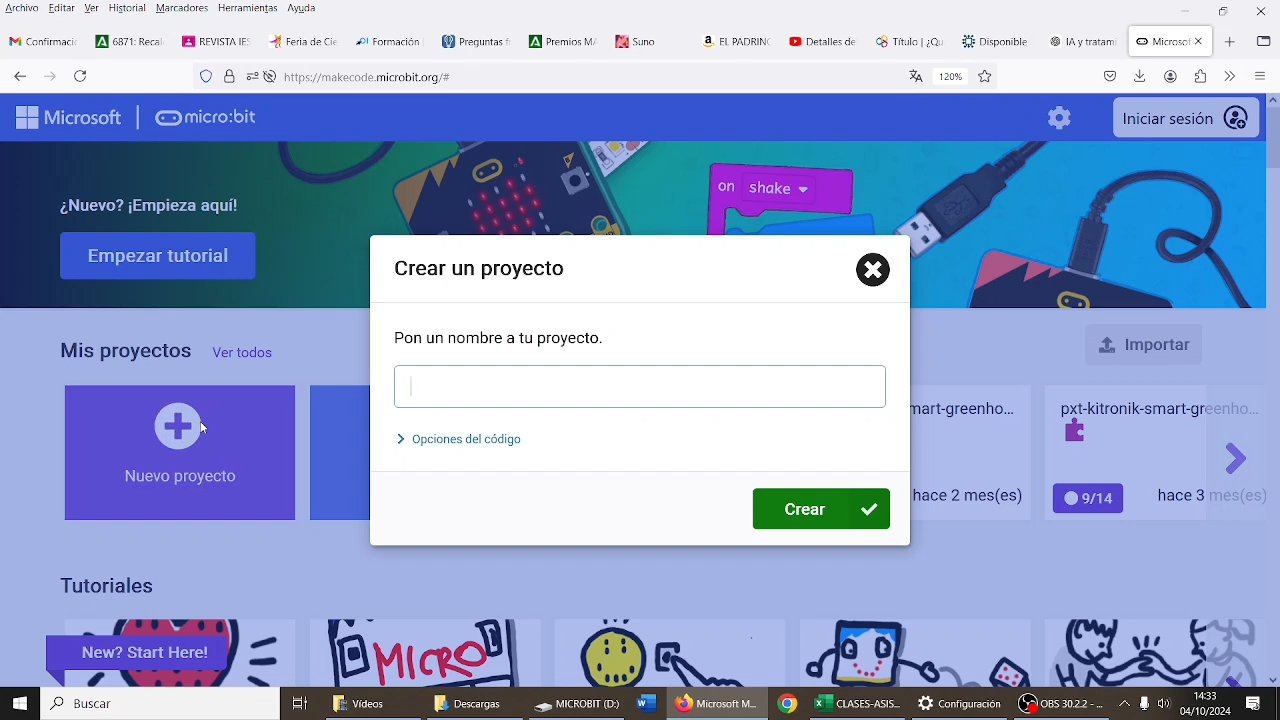 Archivo Editar Ver Historial Marcadores Herramientas Ayuda
Confirmaci 6871: Reca REVISTA IES Feria de Cie Formación Preguntas f Premios MA Suno EL PADRINO Detalles de Título | ¿Qu Disponible IA y tratam Microsof
https://makecode.microbit.org/# 120%
Microsoft | micro:bit Iniciar sesión
on shake
¿Nuevo? ¡Empieza aquí!
Empezar tutorial
Crear un proyecto
Pon un nombre a tu proyecto.
Opciones del código
Crear
Mis proyectos Ver todos Importar
Nuevo proyecto
mart-greenho... pxt-kitronik-smart-greenho...
hace 2 mes(es) 9/14 hace 3 mes(es)
Tutoriales
New? Start Here!
MICRO
Buscar Vídeos Descargas MICROBIT (D:) Microsoft M... CLASES-ASIS... Configuración OBS 30.2.2 - ... 14:33
04/10/2024